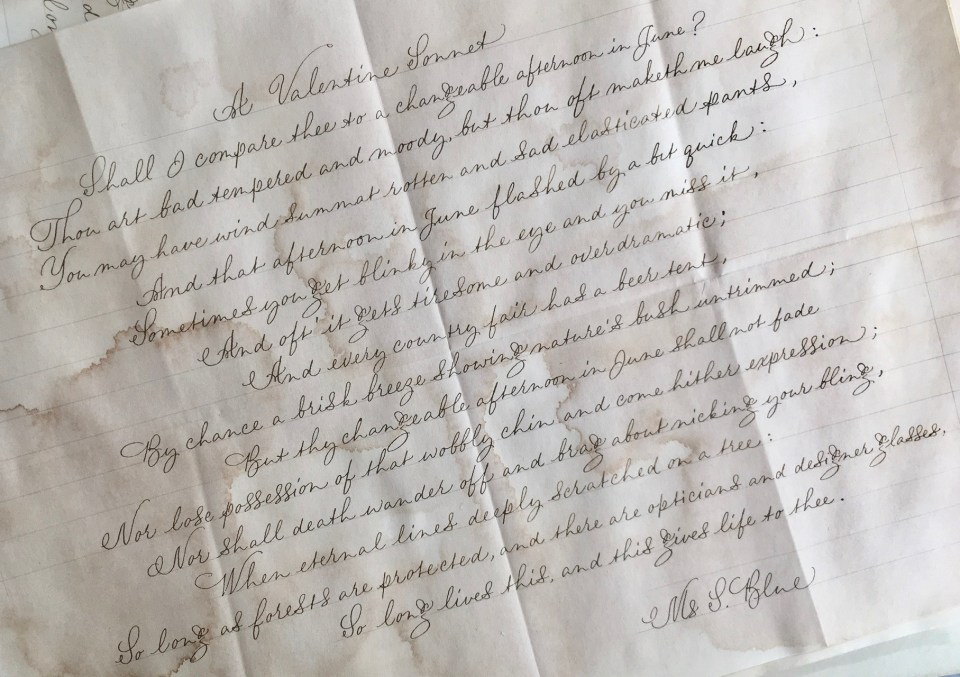 A Valentine Sonnet
Shall I compare thee to a changeable afternoon in June?
Thou art bad tempered and moody, but thou oft maketh me laugh:
You may have wind summat rotten and sad elasticated pants,
And that afternoon in June flashed by a bit quick:
Sometimes you get blinky in the eye and you miss it,
And oft' it gets tiresome and overdramatic;
And every country fair has a beer tent,
By chance a brisk breeze showing nature's bush untrimmed;
But thy changeable afternoon in June shall not fade
Nor lose possession of that wobbly chin and come hither expression;
Nor shall death wander off and brag about nicking your bling,
When eternal lines deeply scratched on a tree:
So long as forests are protected, and there are opticians and designer glasses,
So long lives this, and this gives life to thee.
Ms. S. Blue